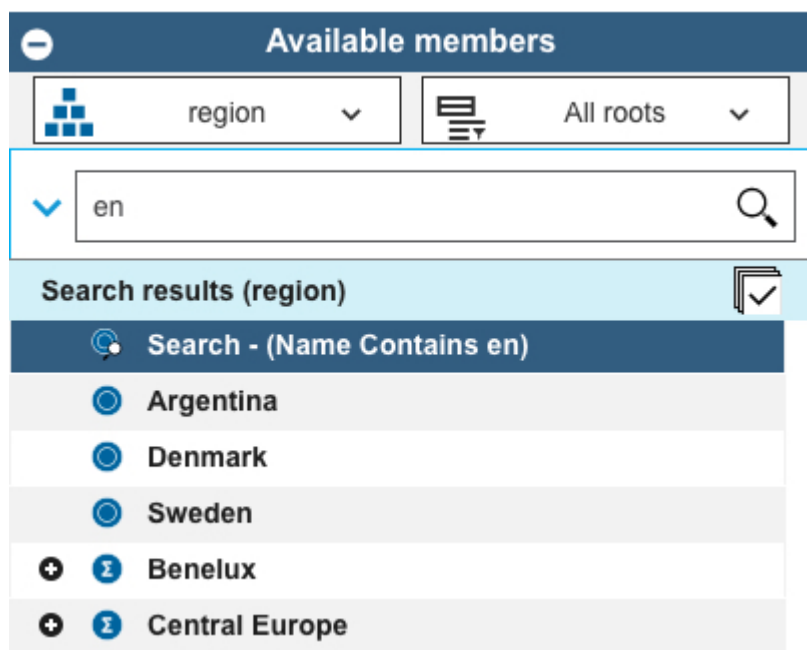 Available members
region All roots
en
Search results (region)
Search - (Name Contains en)
Argentina
Denmark
Sweden
Benelux
Central Europe